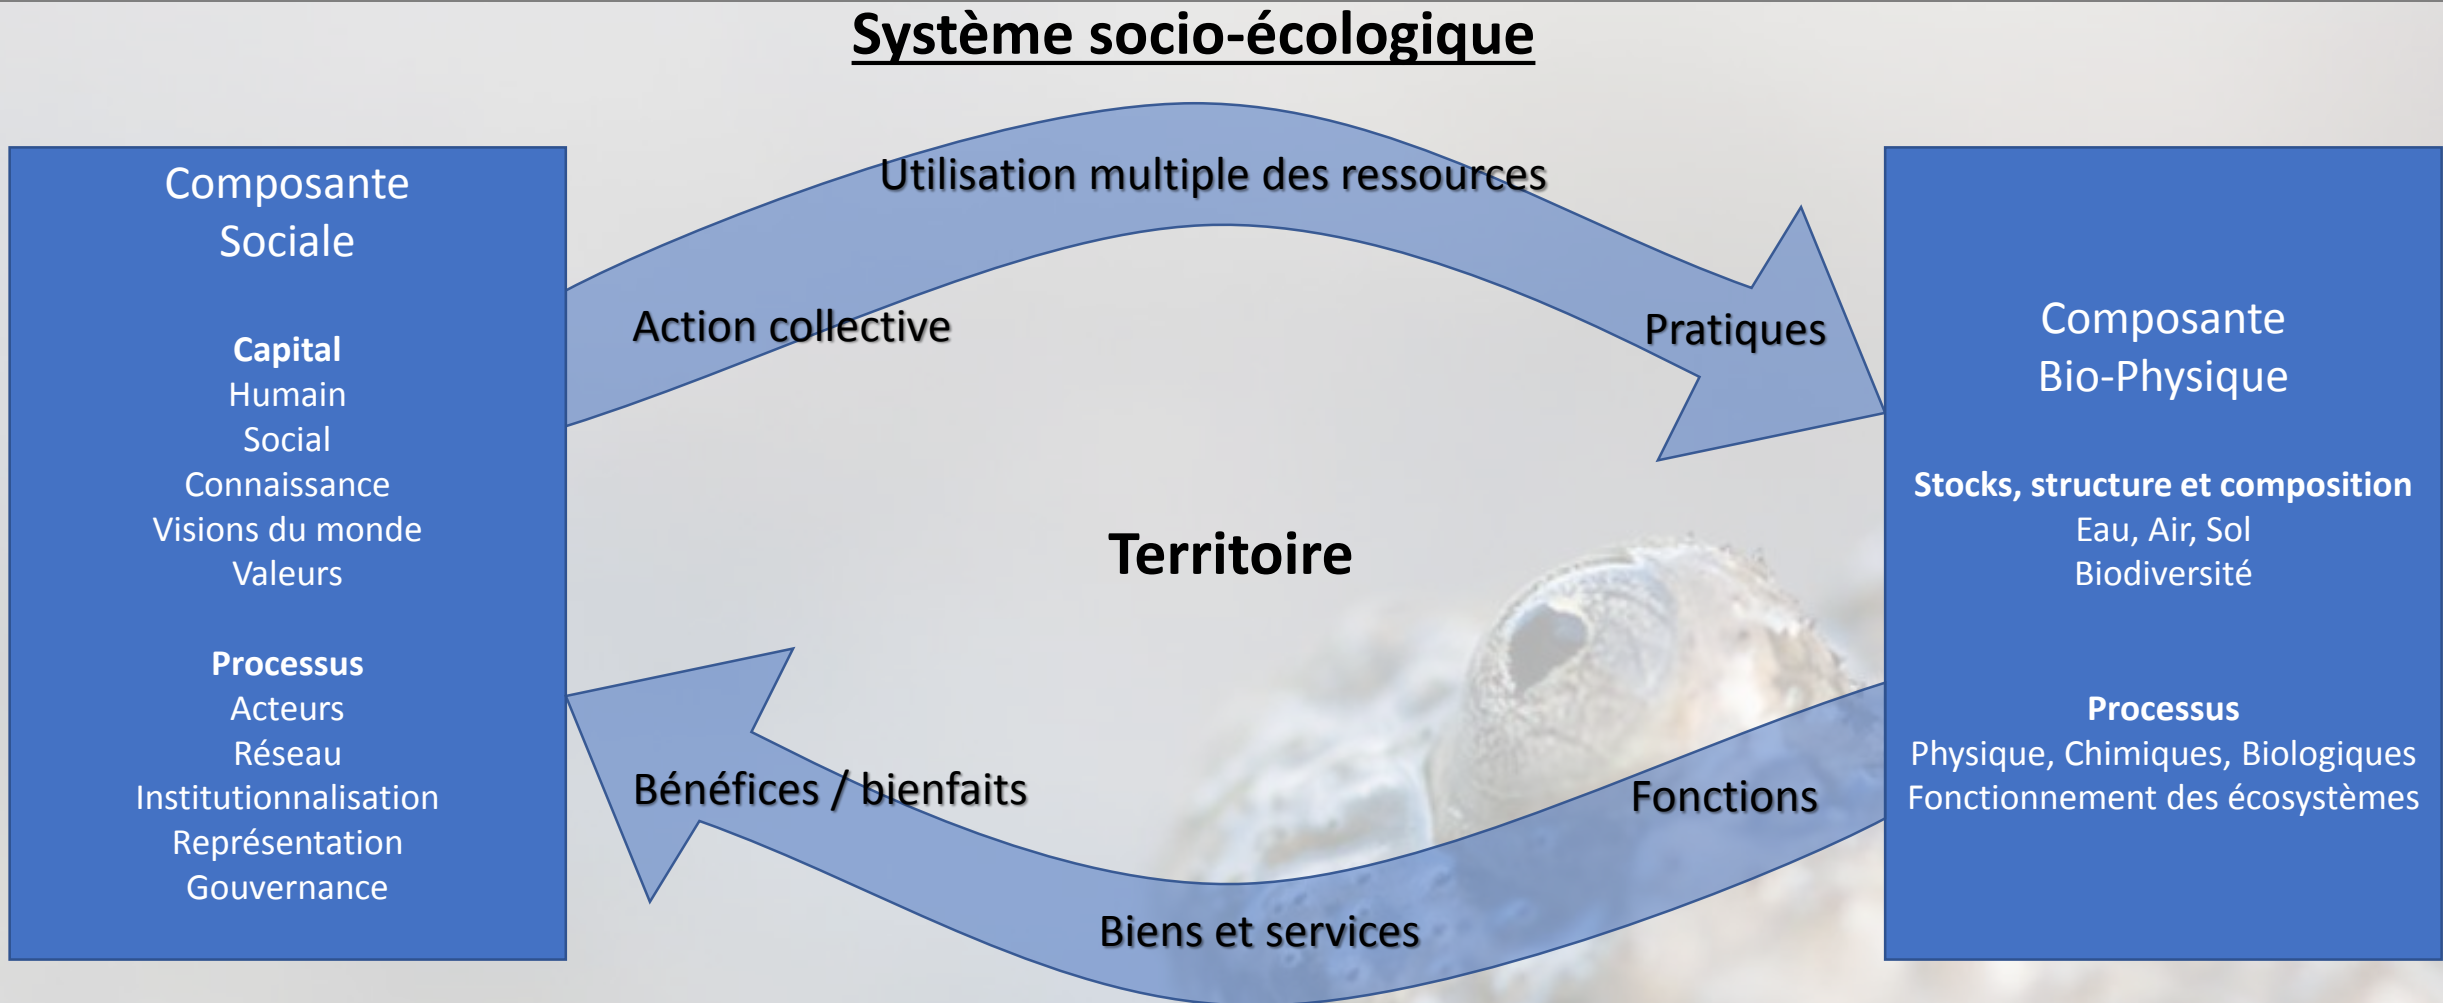 Système socio-écologique
Composante
Sociale
Capital
Humain
Social
Connaissance
Visions du monde
Valeurs
Processus
Acteurs
Réseau
Institutionnalisation
Représentation
Gouvernance
Utilisation multiple des ressources
Action collective
Pratiques
Territoire
Bénéfices / bienfaits
Fonctions
Biens et services
Composante
Bio-Physique
Stocks, structure et composition
Eau, Air, Sol
Biodiversité
Processus
Physique, Chimiques, Biologiques
Fonctionnement des écosystèmes